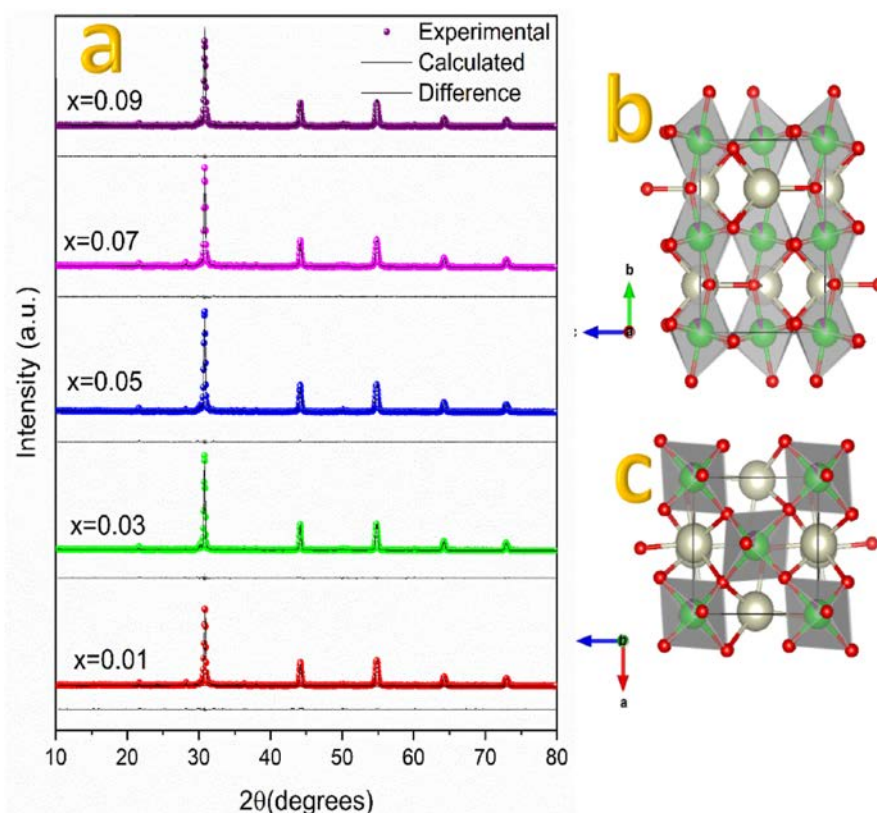 a
Experimental
Calculated
Difference
x=0.09
x=0.07
x=0.05
x=0.03
x=0.01
Intensity (a.u.)
10 20 30 40 50 60 70 80
2θ(degrees)
b
b
c
a